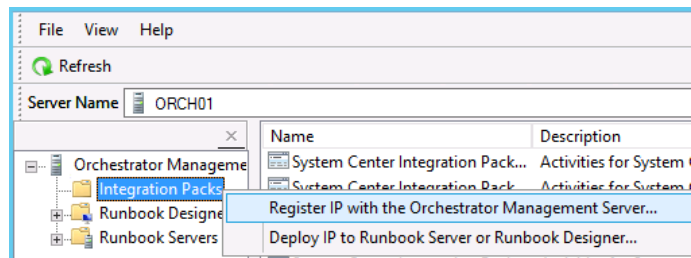 File View Help
Refresh
Server Name ORCH01
Name Description
Orchestrator Manageme
System Center Integration Pack... Activities for System
Integration Packs
System Center Integration Pack Activities for System
Register IP with the Orchestrator Management Server...
Runbook Designe
Runbook Servers
Deploy IP to Runbook Server or Runbook Designer...